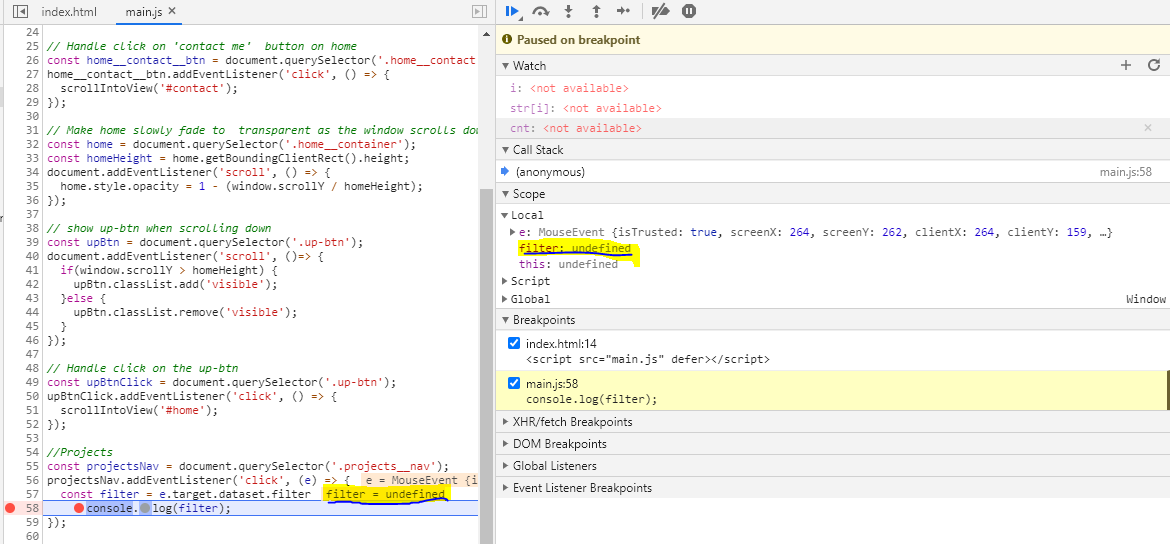 index.html main.js ×
24
25
26 // Handle click on 'contact me'  button on home
26 const home__contact__btn = document.querySelector('.home__contact
27 home__contact__btn.addEventListener('click', () => {
28   scrollIntoView('#contact');
29 });
30
31 // Make home slowly fade to  transparent as the window scrolls dow
32 const home = document.querySelector('.home__container');
33 const homeHeight = home.getBoundingClientRect().height;
34 document.addEventListener('scroll', () => {
35   home.style.opacity = 1 - (window.scrollY / homeHeight);
36 });
37
38 // show up-btn when scrolling down
39 const upBtn = document.querySelector('.up-btn');
40 document.addEventListener('scroll', ()=> {
41   if(window.scrollY > homeHeight) {
42     upBtn.classList.add('visible');
43   }else {
44     upBtn.classList.remove('visible');
45   }
46 });
47
48 // Handle click on the up-btn
49 const upBtnClick = document.querySelector('.up-btn');
50 upBtnClick.addEventListener('click', () => {
51   scrollIntoView('#home');
52 });
53
54 //Projects
55 const projectsNav = document.querySelector('.projects__nav');
56 projectsNav.addEventListener('click', (e) => {  e = MouseEvent {i
57   const filter = e.target.dataset.filter  filter = undefined
58     console.log(filter);
59 });
60
Paused on breakpoint
Watch
i: <not available>
str[i]: <not available>
cnt: <not available> ×
Call Stack
(anonymous) main.js:58
Scope
Local
e: MouseEvent {isTrusted: true, screenX: 264, screenY: 262, clientX: 264, clientY: 159, …}
filter: undefined
this: undefined
Script
Global Window
Breakpoints
index.html:14
<script src="main.js" defer></script>
main.js:58
console.log(filter);
XHR/fetch Breakpoints
DOM Breakpoints
Global Listeners
Event Listener Breakpoints